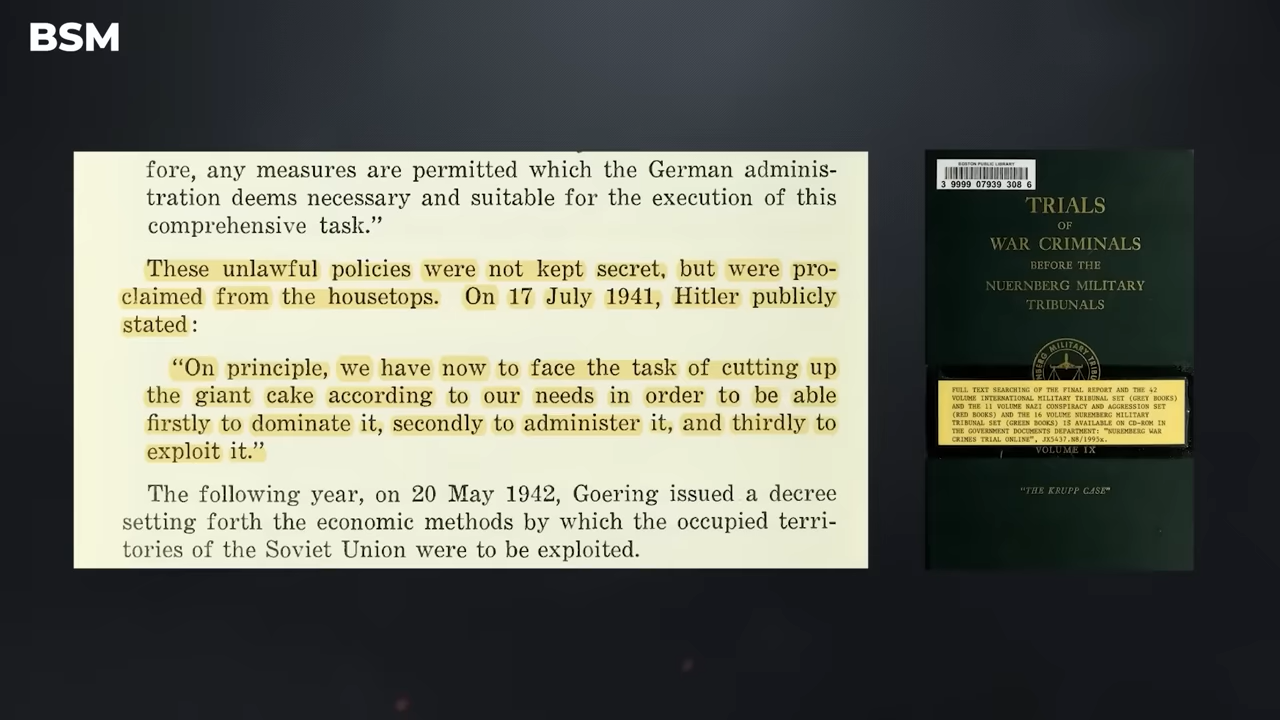 BSM
fore, any measures are permitted which the German adminis-
tration deems necessary and suitable for the execution of this
comprehensive task.”
These unlawful policies were not kept secret, but were pro-
claimed from the housetops. On 17 July 1941, Hitler publicly
stated:
“On principle, we have now to face the task of cutting up
the giant cake according to our needs in order to be able
firstly to dominate it, secondly to administer it, and thirdly to
exploit it.”
The following year, on 20 May 1942, Goering issued a decree
setting forth the economic methods by which the occupied terri-
tories of the Soviet Union were to be exploited.
BOSTON PUBLIC LIBRARY
3 9999 07939 308 6
TRIALS
OF
WAR CRIMINALS
BEFORE THE
NUERNBERG MILITARY
TRIBUNALS
MILITARY
FULL TEXT SEARCHING OF THE FINAL REPORT AND THE 42
VOLUME INTERNATIONAL MILITARY TRIBUNAL SET (GREY BOOKS)
AND THE 11 VOLUME NAZI CONSPIRACY AND AGGRESSION SET
(RED BOOKS) AND THE 16 VOLUME NUREMBERG MILITARY
TRIBUNAL SET (GREEN BOOKS) IS AVAILABLE ON CD-ROM IN
THE GOVERNMENT DOCUMENTS DEPARTMENT: "NUREMBERG WAR
CRIMES TRIAL ONLINE", JX5437.N8/1995x.
VOLUME IX
"THE KRUPP CASE"